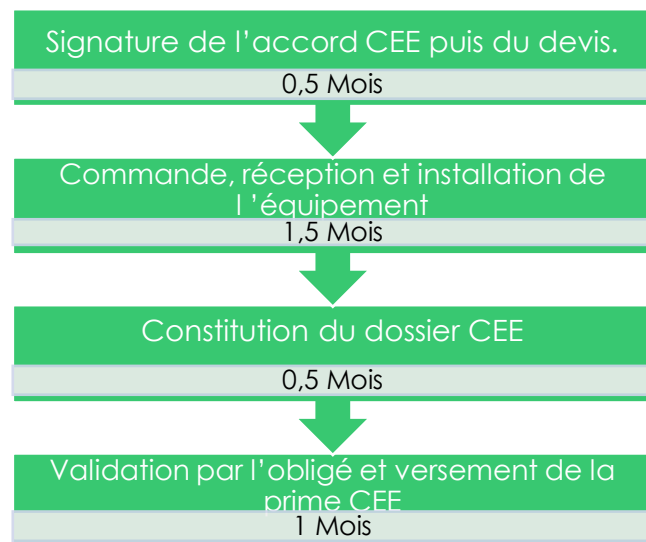 Signature de l’accord CEE puis du devis.
0,5 Mois
Commande, réception et installation de
l ’équipement
1,5 Mois
Constitution du dossier CEE
0,5 Mois
Validation par l’obligé et versement de la
prime CEE
1 Mois